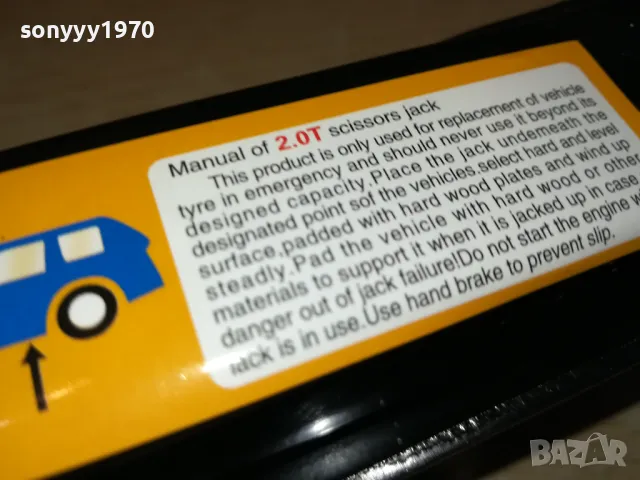 sonyyy1970
Manual of 2.0T scissors jack
This product is only used for replacement of vehicle
tyre in emergency and should never use it beyond its
designed capacity.Place the jack underneath the
designated point sof the vehicles.select hard and level
surface,padded with hard wood plates and wind up
steadly.Pad the vehicle with hard wood or other
materials to support it when it is jacked up in case
danger out of jack failure!Do not start the engine
jack is in use.Use hand brake to prevent slip.
BAZAR